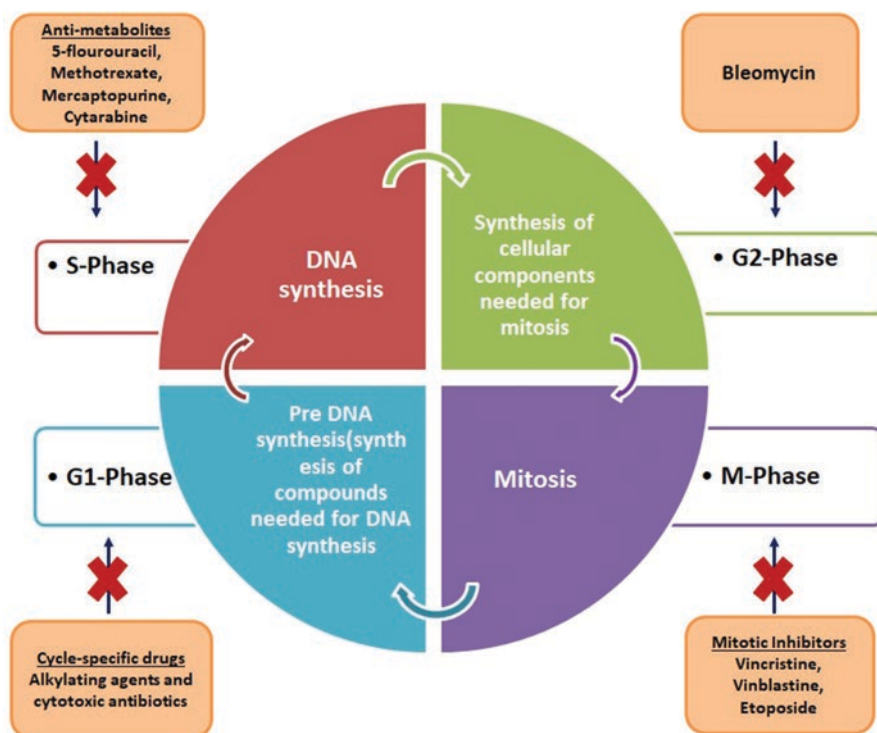 Anti-metabolites
5-flourouracil,
Methotrexate,
Mercaptopurine,
Cytarabine
Bleomycin
• S-Phase
DNA
synthesis
Synthesis of
cellular
components
needed for
mitosis
• G2-Phase
• G1-Phase
Pre DNA
synthesis(synth
esis of
compounds
needed for DNA
synthesis
Mitosis
• M-Phase
Cycle-specific drugs
Alkylating agents and
cytotoxic antibiotics
Mitotic Inhibitors
Vincristine,
Vinblastine,
Etoposide